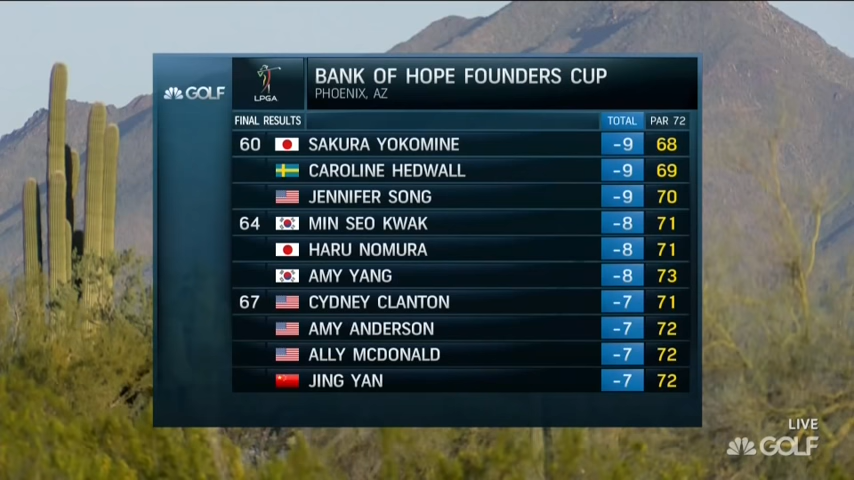 GOLF
LPGA
BANK OF HOPE FOUNDERS CUP
PHOENIX, AZ
FINAL RESULTS TOTAL PAR 72
60 SAKURA YOKOMINE -9 68
CAROLINE HEDWALL -9 69
JENNIFER SONG -9 70
64 MIN SEO KWAK -8 71
HARU NOMURA -8 71
AMY YANG -8 73
67 CYDNEY CLANTON -7 71
AMY ANDERSON -7 72
ALLY MCDONALD -7 72
JING YAN -7 72
LIVE
GOLF